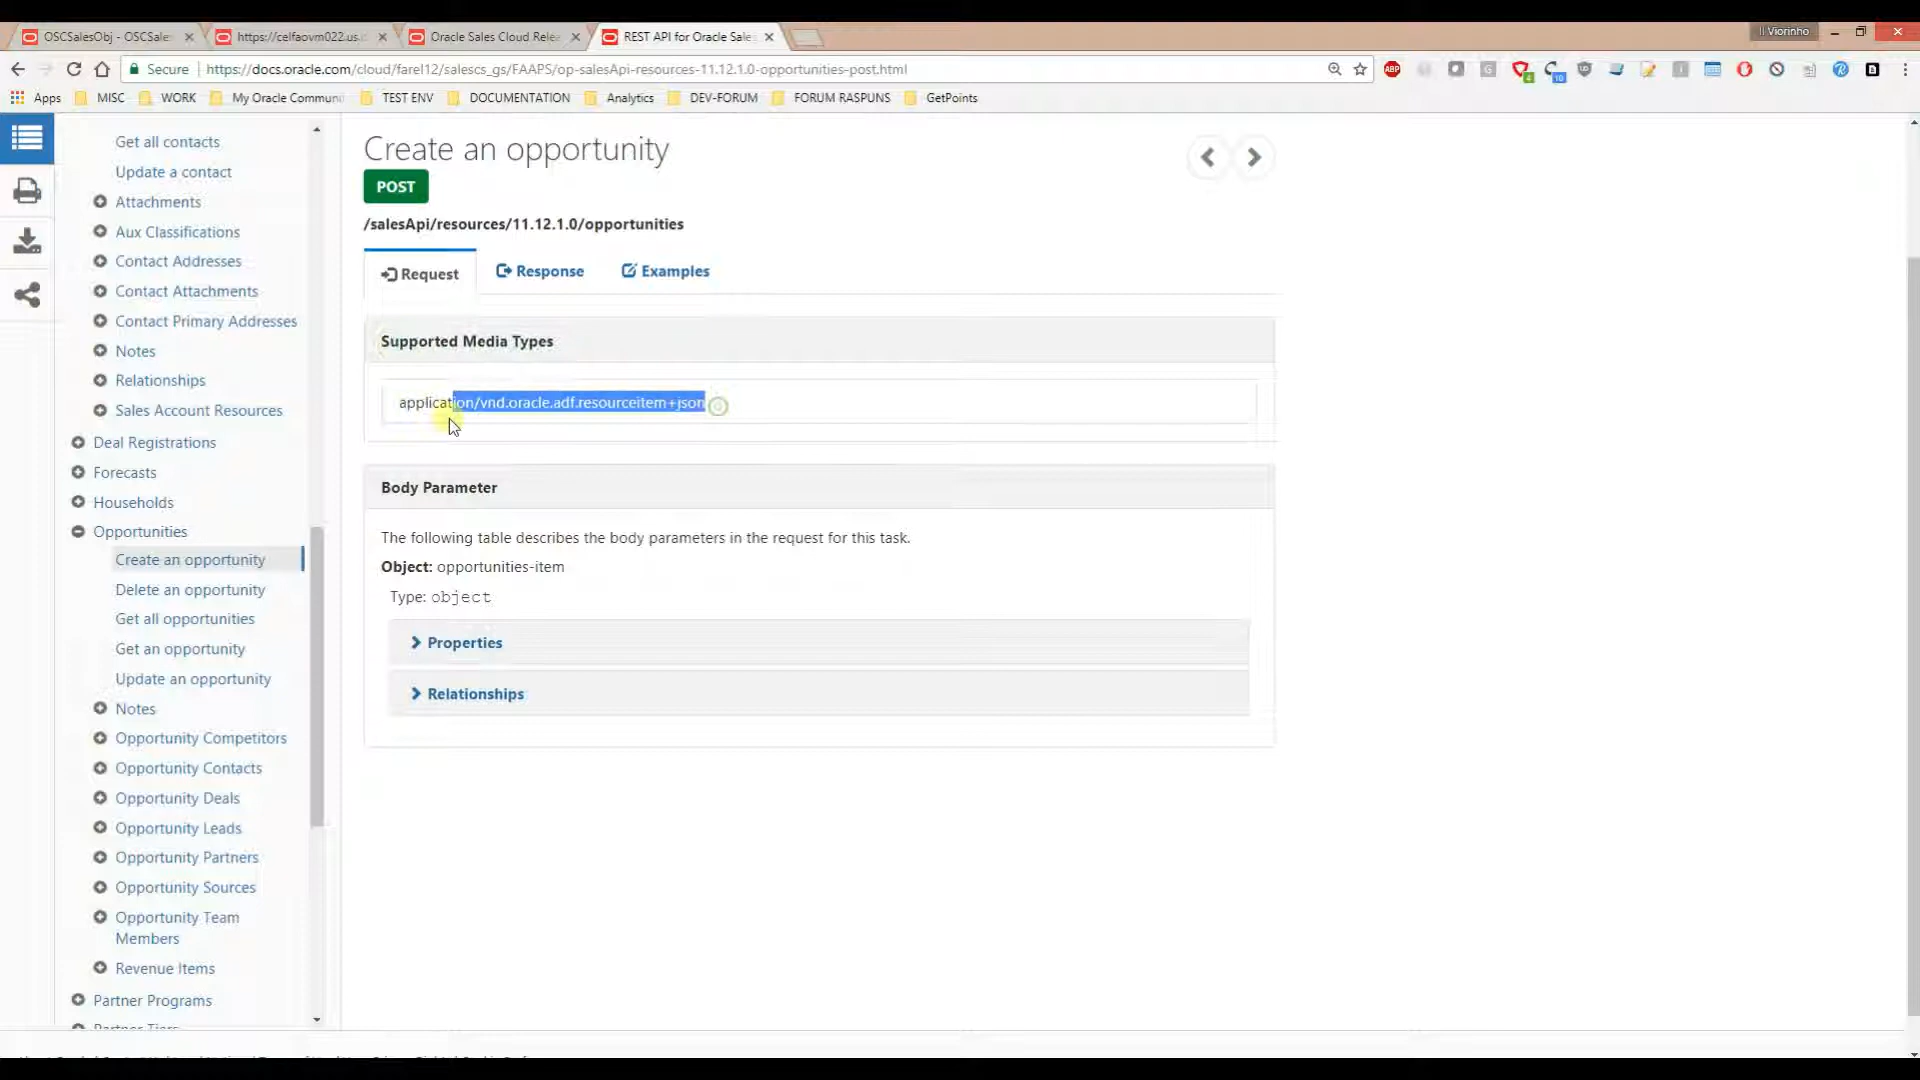 OSCSalesObj - OSCSale
https://celfaovm022.us.
Oracle Sales Cloud Relea
REST API for Oracle Sale
Il Viorinho
Secure
https://docs.oracle.com/cloud/farel12/salescs_gs/FAAPS/op-salesApi-resources-11.12.1.0-opportunities-post.html
ABP
4
10
Apps
MISC
WORK
My Oracle Communi
TEST ENV
DOCUMENTATION
Analytics
DEV-FORUM
FORUM RASPUNS
GetPoints
Get all contacts
Update a contact
Attachments
Aux Classifications
Contact Addresses
Contact Attachments
Contact Primary Addresses
Notes
Relationships
Sales Account Resources
Deal Registrations
Forecasts
Households
Opportunities
Create an opportunity
Delete an opportunity
Get all opportunities
Get an opportunity
Update an opportunity
Notes
Opportunity Competitors
Opportunity Contacts
Opportunity Deals
Opportunity Leads
Opportunity Partners
Opportunity Sources
Opportunity Team
Members
Revenue Items
Partner Programs
Partner Tiers
Create an opportunity
POST
/salesApi/resources/11.12.1.0/opportunities
Request
Response
Examples
Supported Media Types
application/vnd.oracle.adf.resourceitem+json
Body Parameter
The following table describes the body parameters in the request for this task.
Object: opportunities-item
Type: object
Properties
Relationships